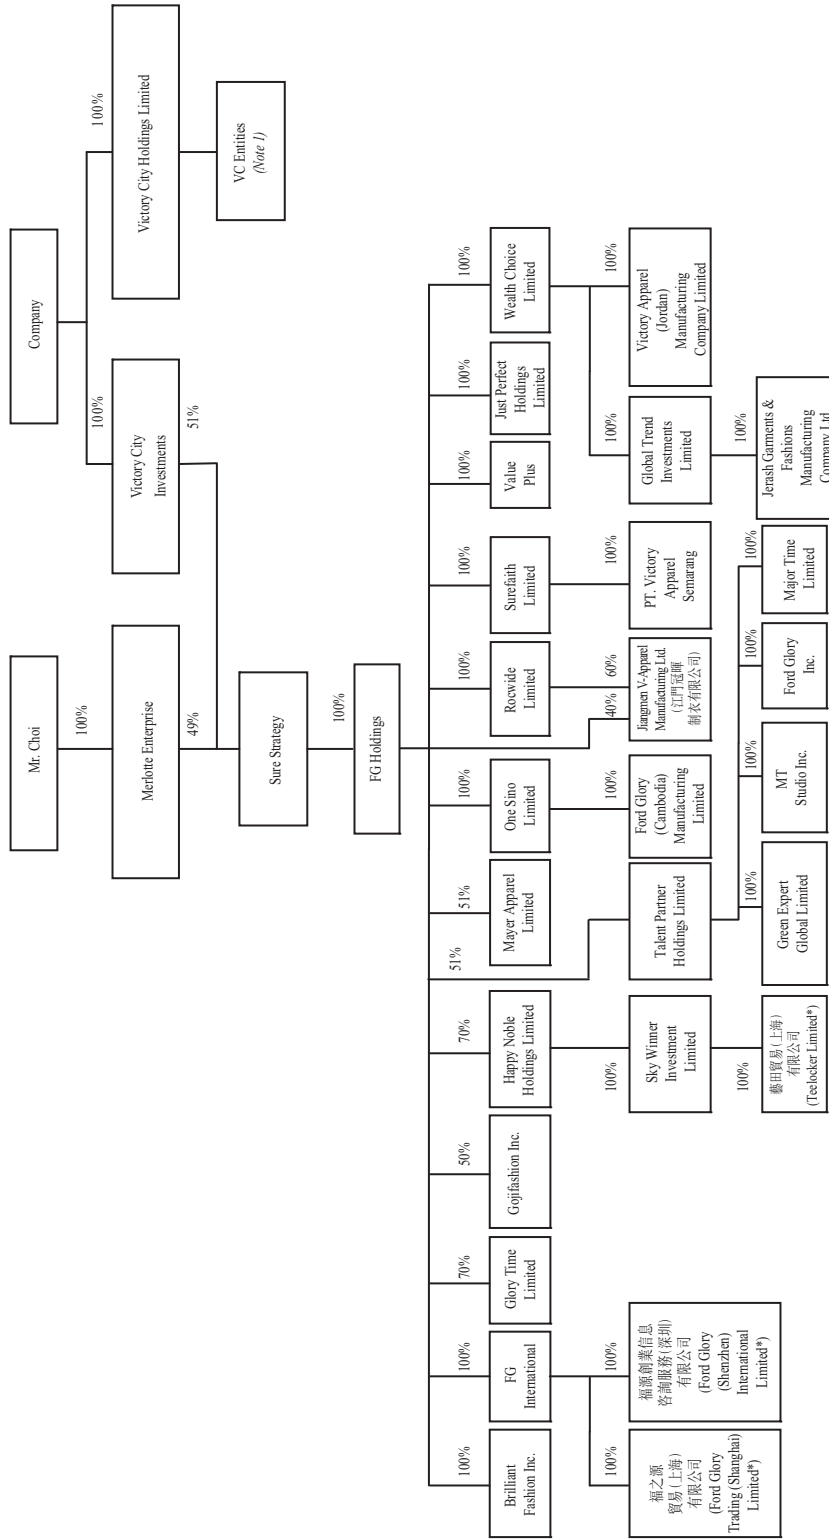 Mr. Choi
100%
Merlotte Enterprise
49%
Company
100%
100%
Victory City
Investments
51%
Victory City Holdings Limited
VC Entities
(Note 1)
Sure Strategy
100%
FG Holdings
100%
Brilliant
Fashion Inc.
100%
FG
International
70%
Glory Time
Limited
50%
Gojifashion Inc.
70%
Happy Noble
Holdings Limited
51%
51%
Mayer Apparel
Limited
100%
One Sino
Limited
100%
Rocwide
Limited
100%
Surefaith
Limited
100%
Value
Plus
100%
Just Perfect
Holdings
Limited
100%
Wealth Choice
Limited
100%
福之源
貿易(上海)
有限公司
(Ford Glory
Trading (Shanghai)
Limited*)
100%
福源創業信息
咨詢服務(深圳)
有限公司
(Ford Glory
(Shenzhen)
International
Limited*)
100%
Sky Winner
Investment
Limited
Talent Partner
Holdings Limited
100%
Ford Glory
(Cambodia)
Manufacturing
Limited
40%
60%
Jiangmen V-Apparel
Manufacturing Ltd.
(江門冠暉
制衣有限公司)
100%
PT. Victory
Apparel
Semarang
100%
Global Trend
Investments
Limited
100%
Victory Apparel
(Jordan)
Manufacturing
Company Limited
100%
藝田貿易(上海)
有限公司
(Teelocker Limited*)
100%
Green Expert
Global Limited
100%
MT
Studio Inc.
100%
Ford Glory
Inc.
100%
Major Time
Limited
100%
Jerash Garments &
Fashions
Manufacturing
Company Ltd